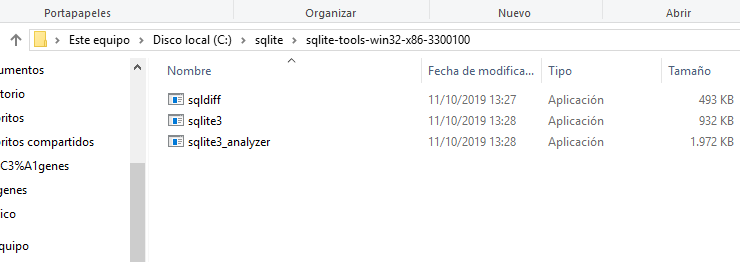 Portapapeles Organizar Nuevo Abrir
Este equipo > Disco local (C:) > sqlite > sqlite-tools-win32-x86-3300100
Nombre Fecha de modifica... Tipo Tamaño
sqldiff 11/10/2019 13:27 Aplicación 493 KB
sqlite3 11/10/2019 13:28 Aplicación 932 KB
sqlite3_analyzer 11/10/2019 13:28 Aplicación 1.972 KB
umentos
torio
ritos
oritos compartidos
%C3%A1genes
genes
ico
quipo